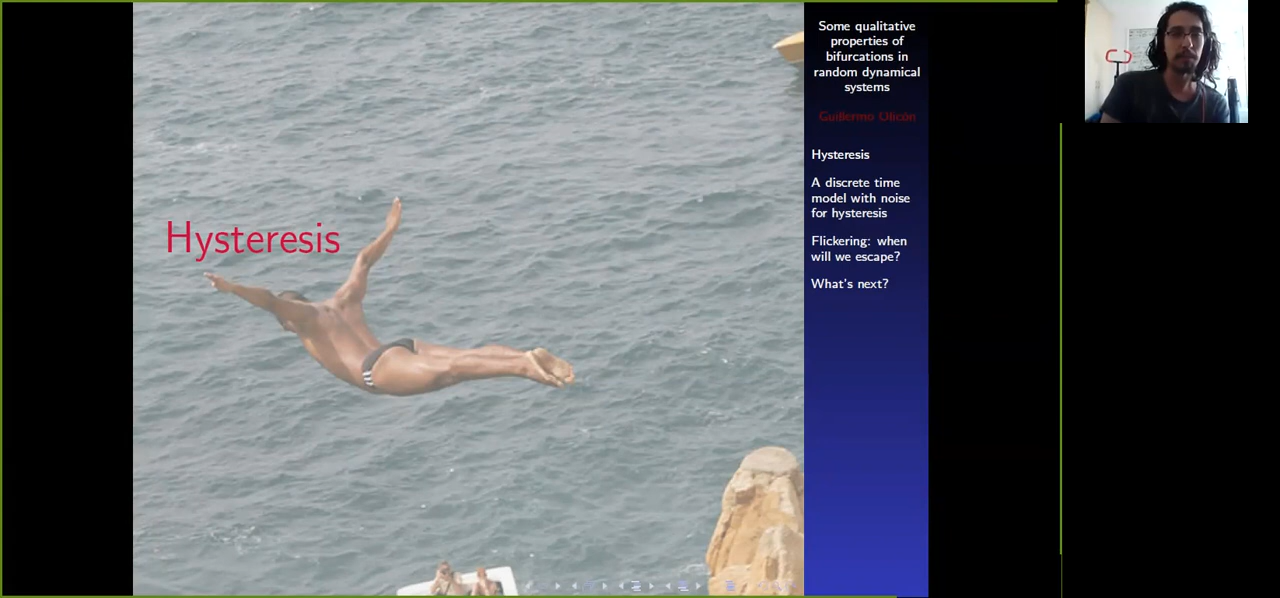 Hysteresis
Some qualitative
properties of
bifurcations in
random dynamical
systems
Guillermo Olicón
Hysteresis
A discrete time
model with noise
for hysteresis
Flickering: when
will we escape?
What's next?